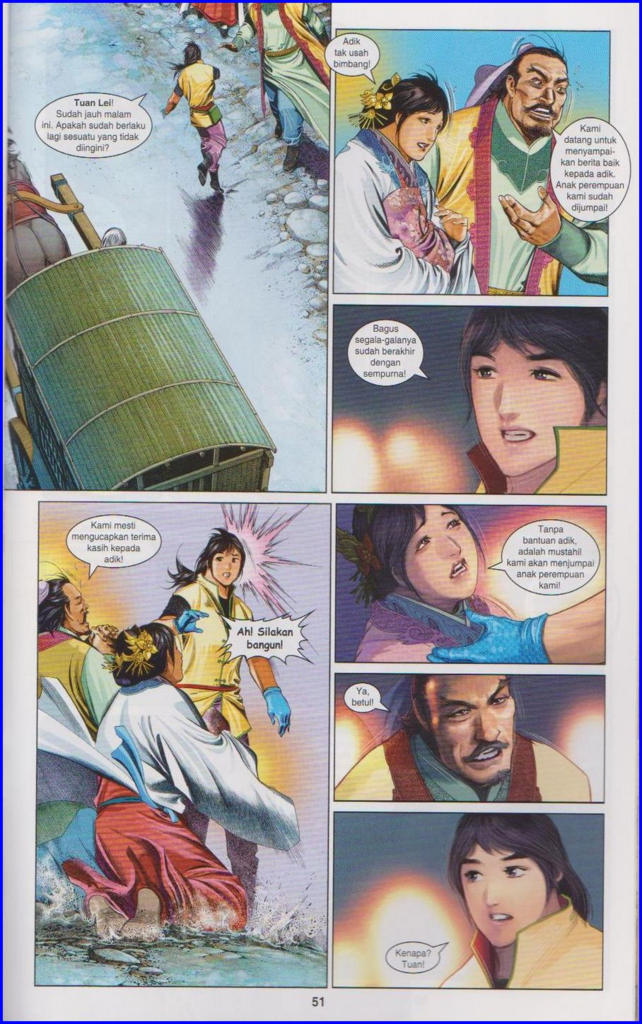 Tuan Lei!
Sudah jauh malam
ini. Apakah sudah berlaku
lagi sesuatu yang tidak
diingini?
Adik
tak usah
bimbang!
Kami
datang untuk
menyampai-
kan berita baik
kepada adik.
Anak perempuan
kami sudah
dijumpai!
Bagus
segala-galanya
sudah berakhir
dengan
sempurna!
Kami mesti
mengucapkan terima
kasih kepada
adik!
Ah! Silakan
bangun!
Tanpa
bantuan adik,
adalah mustahil
kami akan menjumpai
anak perempuan
kami!
Ya,
betul!
Kenapa?
Tuan!
51